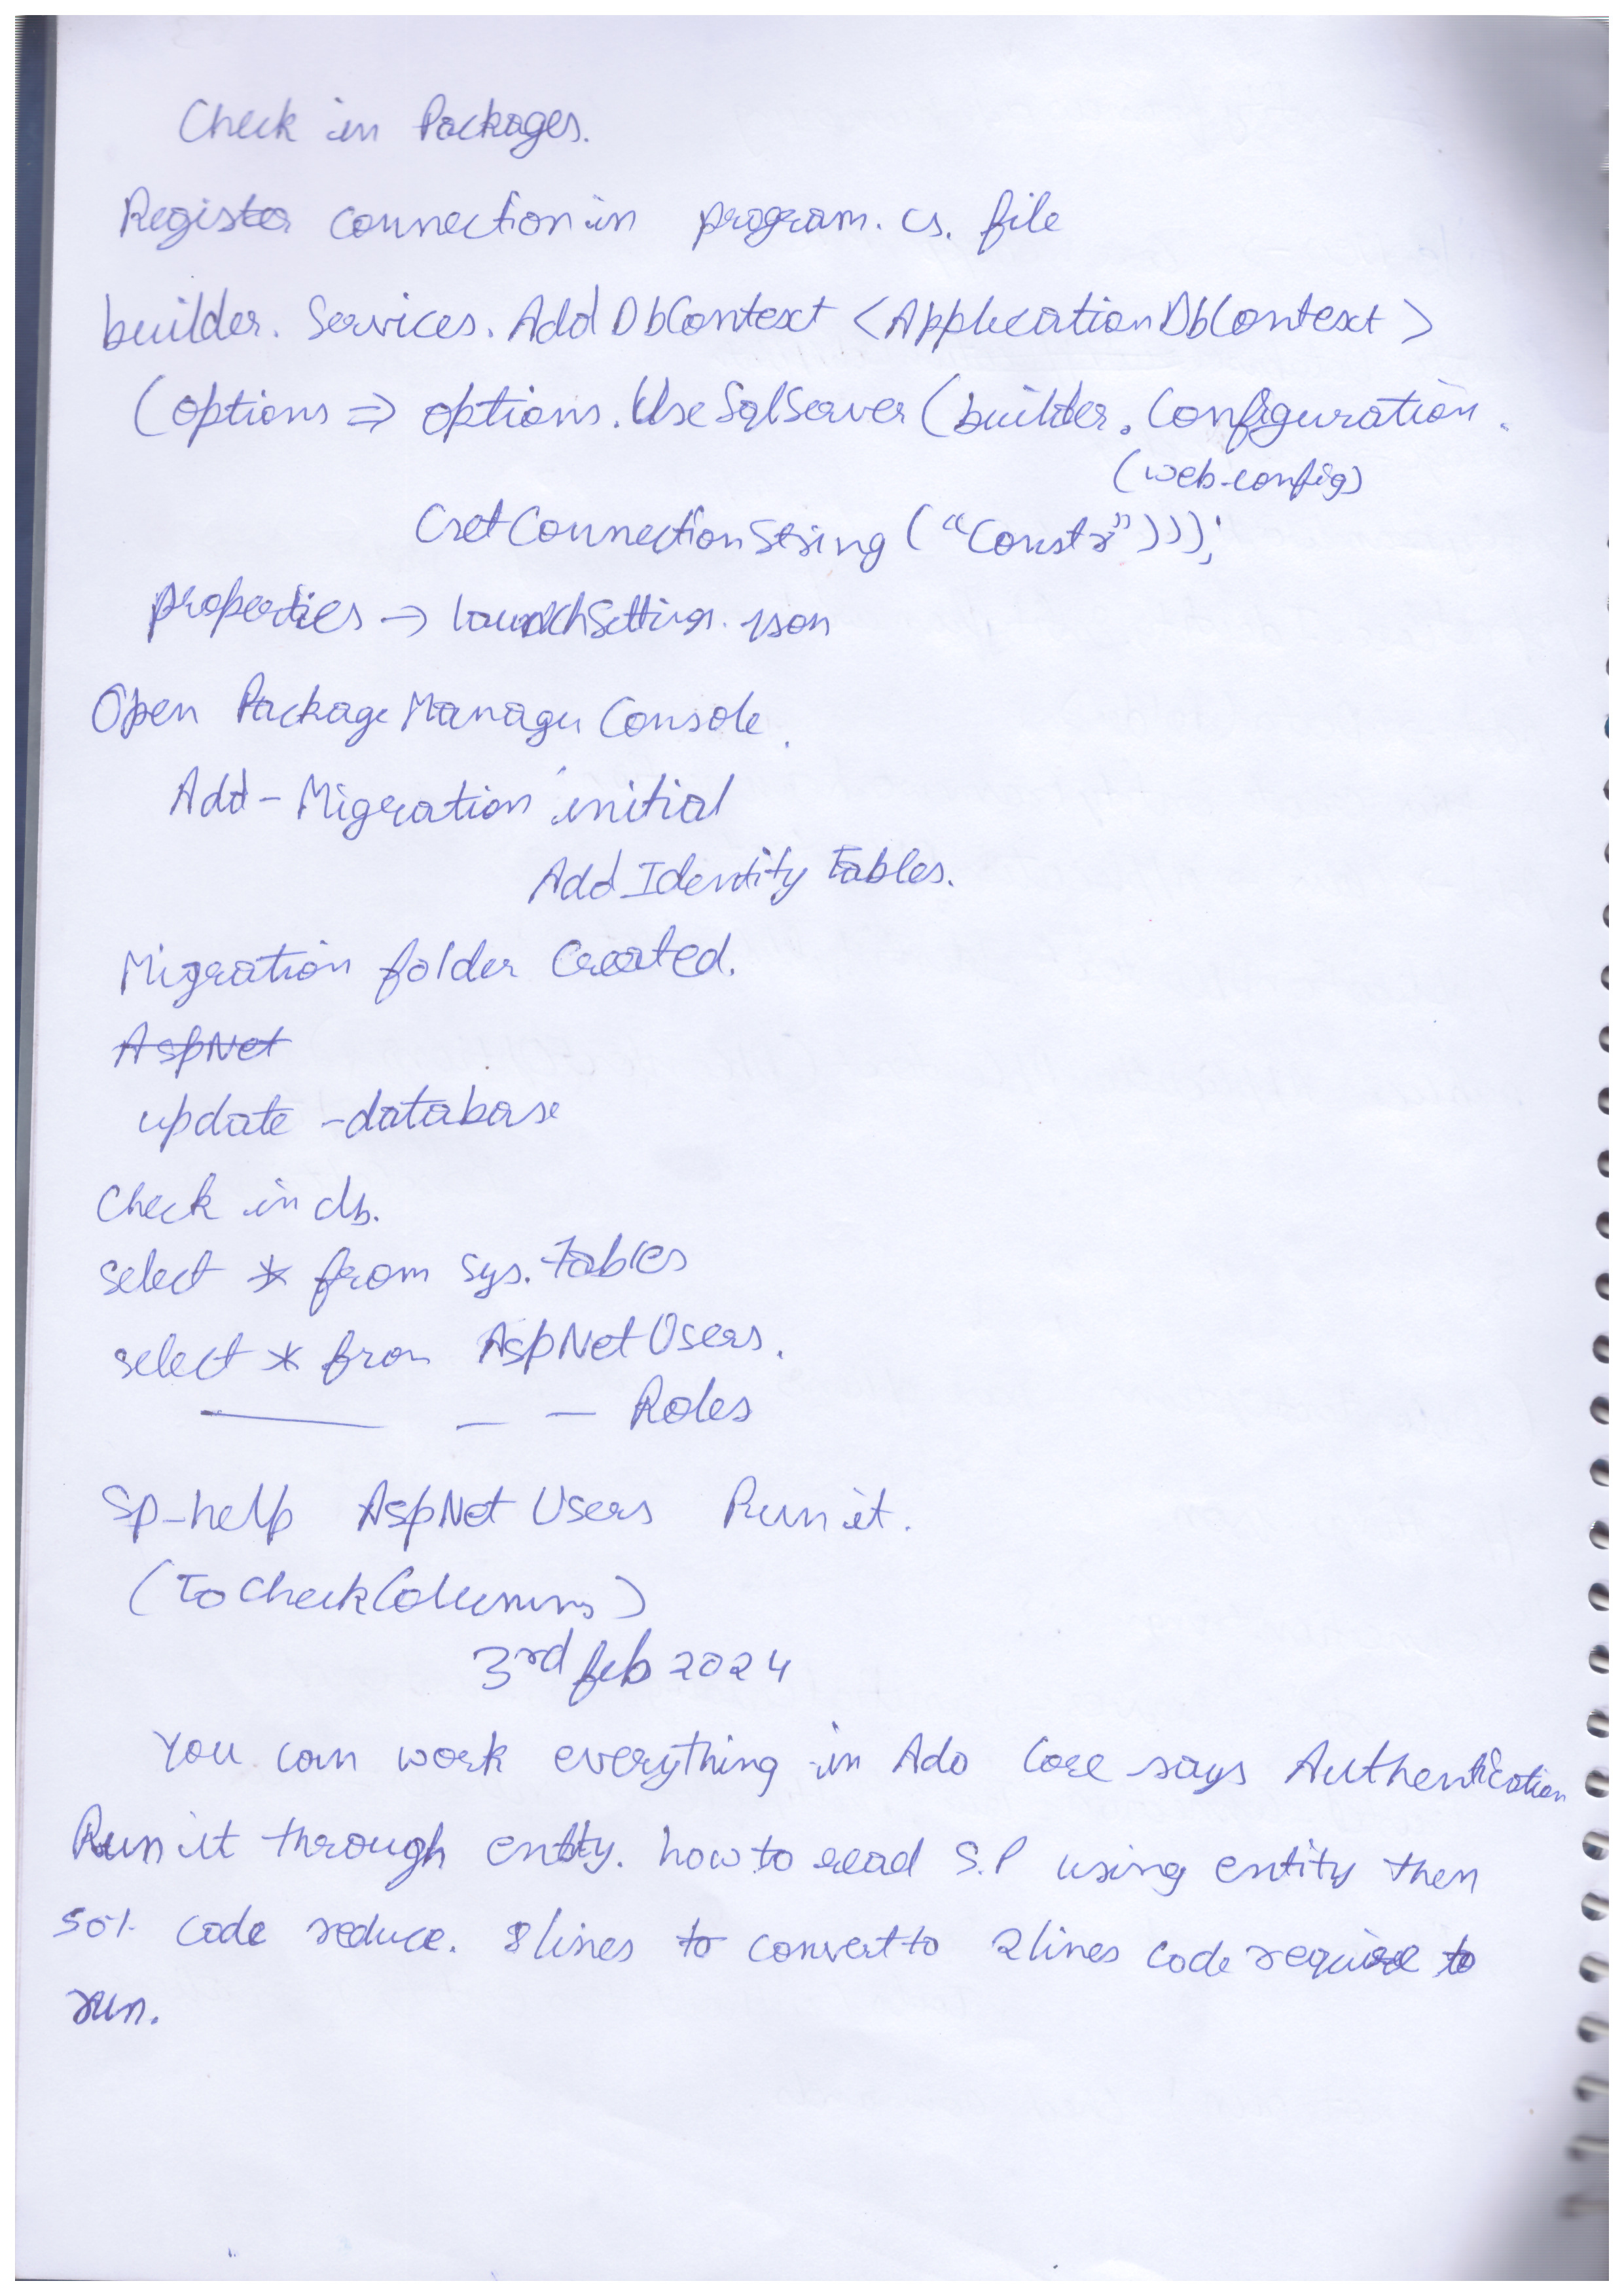 Check in Packages.
Register connection in program. cs. file
builder. Services. Add DbContext <ApplicationDbContext>
(options => options. UseSqlServer (builder. Configuration.
(web-config)
GetConnectionString ("Constr")));
properties → launchSettings. json
Open Package Manager Console.
Add - Migration initial
Add Identity Tables.
Migration folder Created.
AspNet
update -database
Check in db.
select * from sys. Tables
select * from AspNetUsers.
— — — Roles
Sp-help AspNet Users Run it.
(To Check Columns)
3rd feb 2024
You can work everything in Ado Core says Authentication
Run it through entity. how to read S.P using entity then
50% code reduce. 8 lines to convert to 2 lines code require to
run.